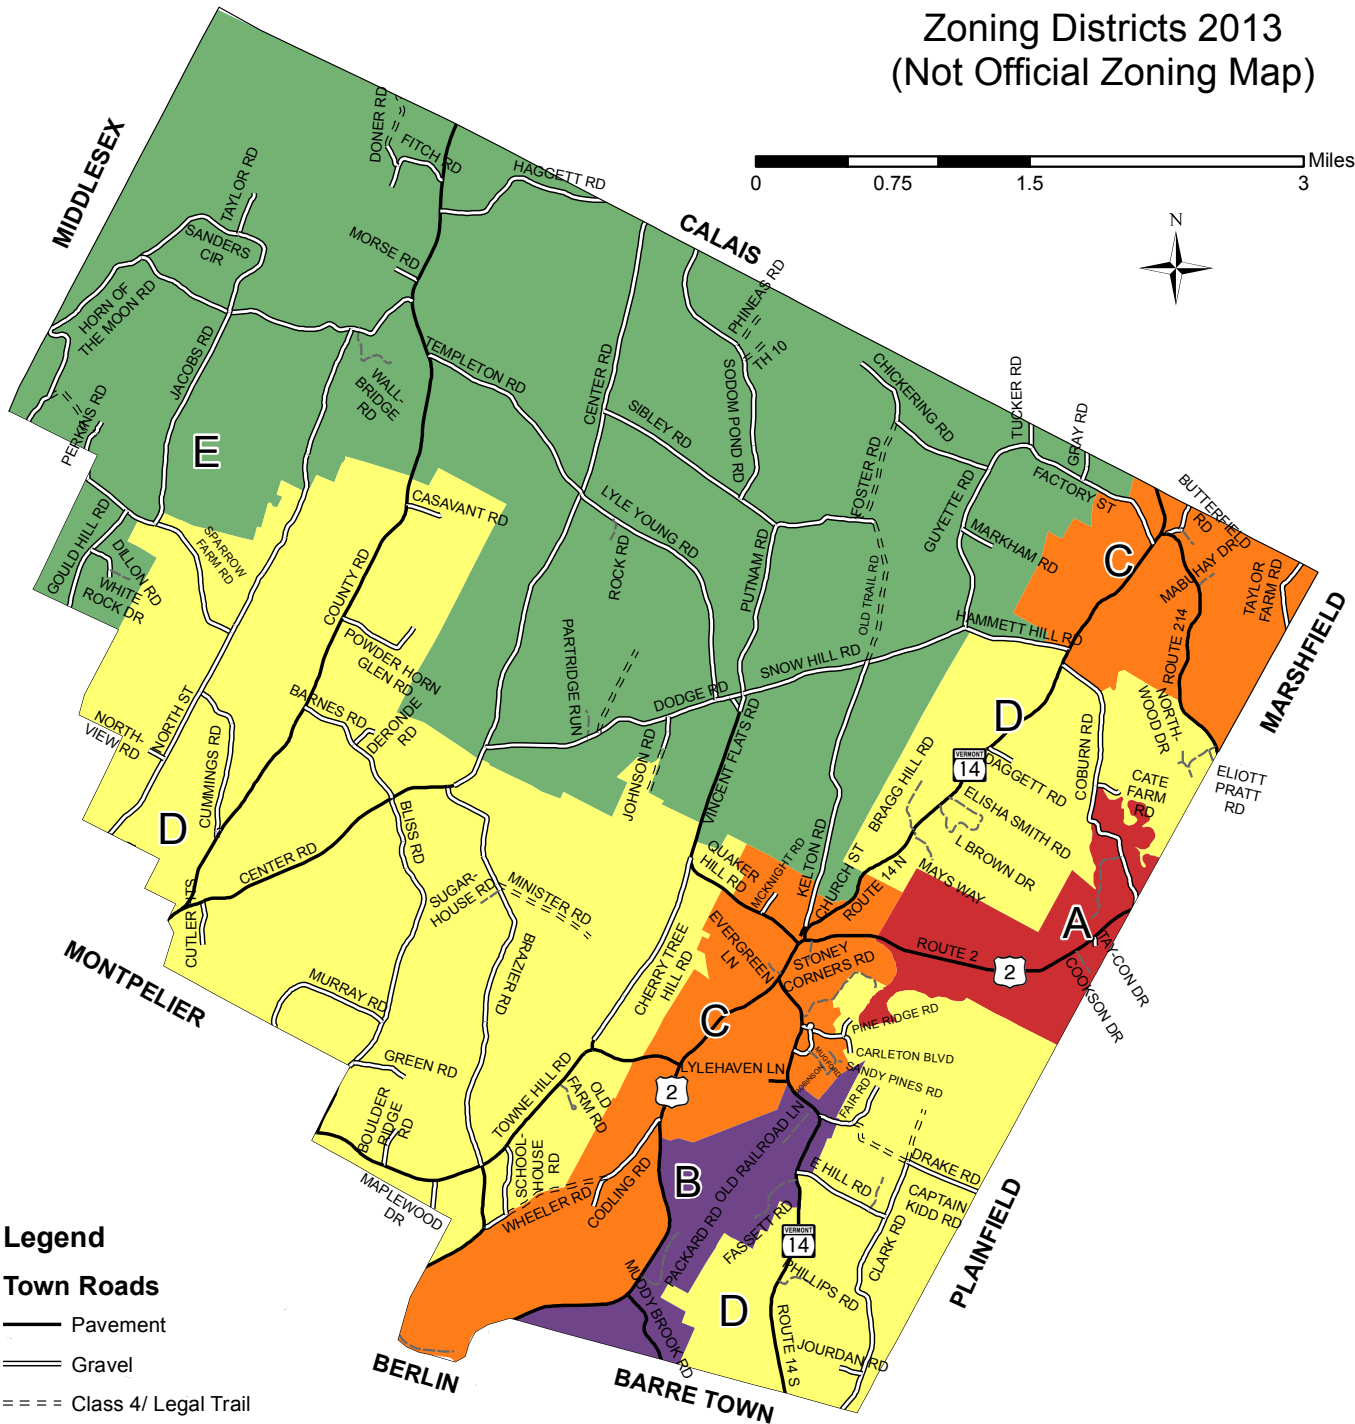 Zoning Districts 2013
(Not Official Zoning Map)
Miles
0
0.75
1.5
3
N
MIDDLESEX
CALAIS
MARSHFIELD
PLAINFIELD
BARRE TOWN
BERLIN
MONTPELIER
DONER RD
FITCH RD
HAGGETT RD
TAYLOR RD
SANDERS
CIR
MORSE RD
HORN OF
THE MOON RD
JACOBS RD
WALL-
BRIDGE
RD
TEMPLETON RD
CENTER RD
SIBLEY RD
SODOM POND RD
PHINEAS RD
TH 10
CHICKERING RD
TUCKER RD
GRAY RD
FACTORY ST
BUTTERFIELD
RD
PERKINS RD
E
CASAVANT RD
LYLE YOUNG RD
ROCK RD
PUTNAM RD
FOSTER RD
GUYETTE RD
MARKHAM RD
C
MABUHAY DR
TAYLOR
FARM RD
ROUTE 214
GOULD HILL RD
DILLON RD
WHITE
ROCK DR
SPARROW
FARM RD
COUNTY RD
POWDER HORN
GLEN RD
PARTRIDGE RUN
OLD TRAIL RD
HAMMETT HILL RD
SNOW HILL RD
DODGE RD
NORTH-
WOOD DR
NORTH-
VIEW RD
NORTH ST
BARNES RD
DERONDE
RD
CUMMINGS RD
D
JOHNSON RD
VINCENT FLATS RD
BRAGG HILL RD
D
VERMONT
14
DAGGETT RD
COBURN RD
CATE
FARM
RD
ELIOTT
PRATT
RD
ELISHA SMITH RD
L BROWN DR
MAYS WAY
BLISS RD
CENTER RD
SUGAR-
HOUSE RD
MINISTER RD
QUAKER
HILL RD
MCKNIGHT RD
KELTON RD
CHURCH ST
ROUTE 14 N
CUTLER HTS
BRAZIER RD
CHERRY TREE
HILL RD
EVERGREEN
LN
STONEY
CORNERS RD
ROUTE 2
A
2
TAY-CON DR
COOKSON DR
MURRAY RD
GREEN RD
C
PINE RIDGE RD
CARLETON BLVD
MUGFORD
ROBINSON
SANDY PINES RD
LYLEHAVEN LN
FAIR RD
2
TOWNE HILL RD
OLD
FARM RD
BOULDER
RIDGE
RD
SCHOOL-
HOUSE
RD
MAPLEWOOD
DR
WHEELER RD
CODLING RD
B
OLD RAILROAD LN
E HILL RD
DRAKE RD
CAPTAIN
KIDD RD
CLARK RD
PACKARD RD
FASSETT RD
VERMONT
14
PHILLIPS RD
MUDDY BROOK RD
D
ROUTE 14 S
JOURDAN RD
Legend
Town Roads
Pavement
Gravel
Class 4/ Legal Trail